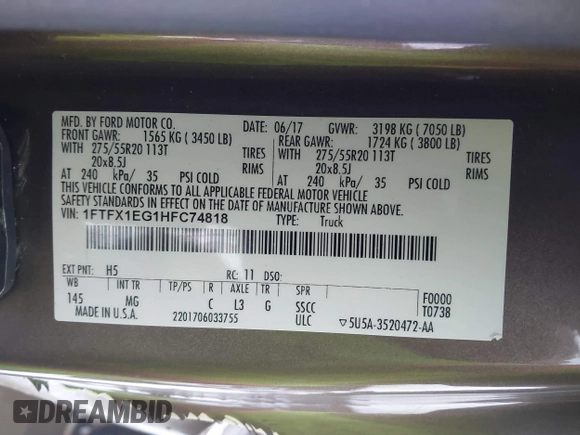 MFD. BY FORD MOTOR CO.
DATE: 06/17 GVWR: 3198 KG ( 7050 LB)
FRONT GAWR: 1565 KG ( 3450 LB) REAR GAWR: 1724 KG ( 3800 LB)
WITH 275/55R20 113T TIRES WITH 275/55R20 113T TIRES
20x8.5J RIMS 20x8.5J RIMS
AT 240 kPa/ 35 PSI COLD AT 240 kPa/ 35 PSI COLD
THIS VEHICLE CONFORMS TO ALL APPLICABLE FEDERAL MOTOR VEHICLE
SAFETY STANDARDS IN EFFECT ON THE DATE OF MANUFACTURE SHOWN ABOVE.
VIN: 1FTFX1EG1HFC74818 TYPE: Truck
EXT PNT: H5 RC: 11 DSO:
WB INT TR TP/PS R AXLE TR SPR F0000
145 MG C L3 G SSCC T0738
MADE IN U.S.A. 2201706033755 ULC ▽5U5A-3520472-AA
DREAMBID